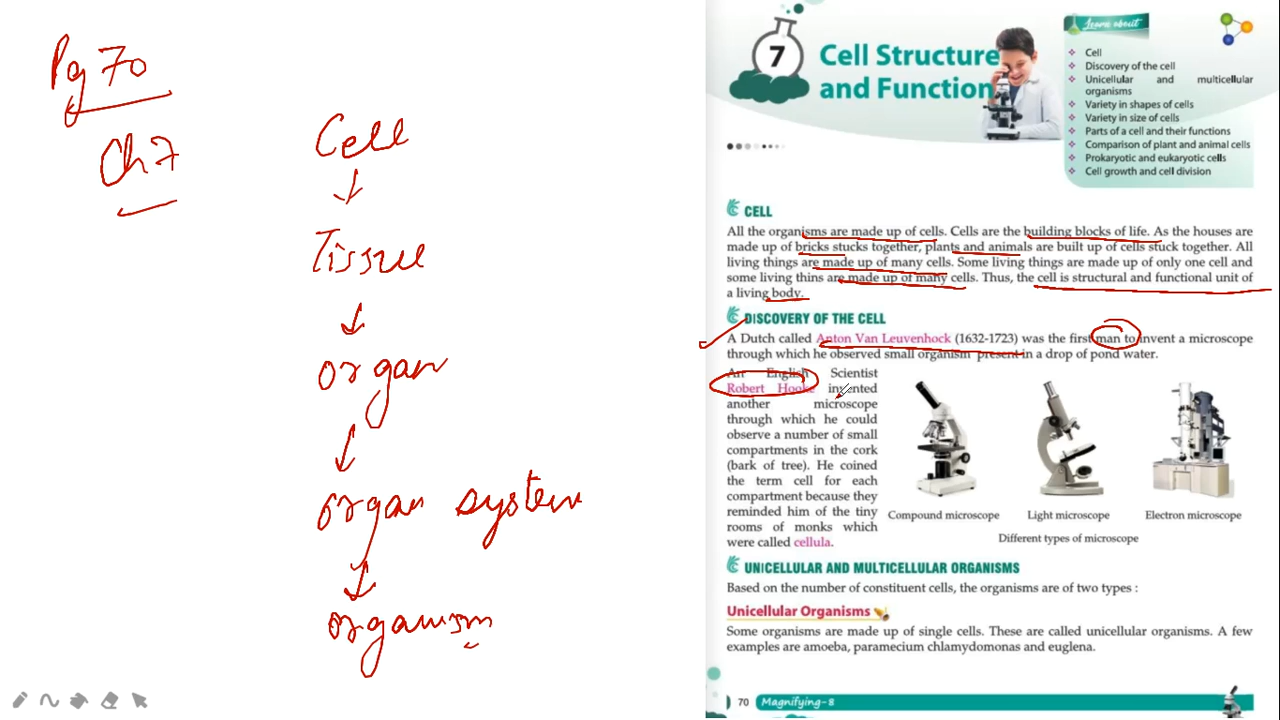 Pg 70
Ch 7
Cell
Tissue
organ
organ system
organism
7
Cell Structure
and Function
Learn about
Cell
Discovery of the cell
Unicellular and multicellular
organisms
Variety in shapes of cells
Variety in size of cells
Parts of a cell and their functions
Comparison of plant and animal cells
Prokaryotic and eukaryotic cells
Cell growth and cell division
CELL
All the organisms are made up of cells. Cells are the building blocks of life. As the houses are
made up of bricks stucks together, plants and animals are built up of cells stuck together. All
living things are made up of many cells. Some living things are made up of only one cell and
some living thins are made up of many cells. Thus, the cell is structural and functional unit of
a living body.
DISCOVERY OF THE CELL
A Dutch called Anton Van Leuvenhock (1632-1723) was the first man to invent a microscope
through which he observed small organism present in a drop of pond water.
An English Scientist
Robert Hooke invented
another microscope
through which he could
observe a number of small
compartments in the cork
(bark of tree). He coined
the term cell for each
compartment because they
reminded him of the tiny
rooms of monks which
were called cellula.
Compound microscope
Light microscope
Electron microscope
Different types of microscope
UNICELLULAR AND MULTICELLULAR ORGANISMS
Based on the number of constituent cells, the organisms are of two types :
Unicellular Organisms
Some organisms are made up of single cells. These are called unicellular organisms. A few
examples are amoeba, paramecium chlamydomonas and euglena.
70 Magnifying-8